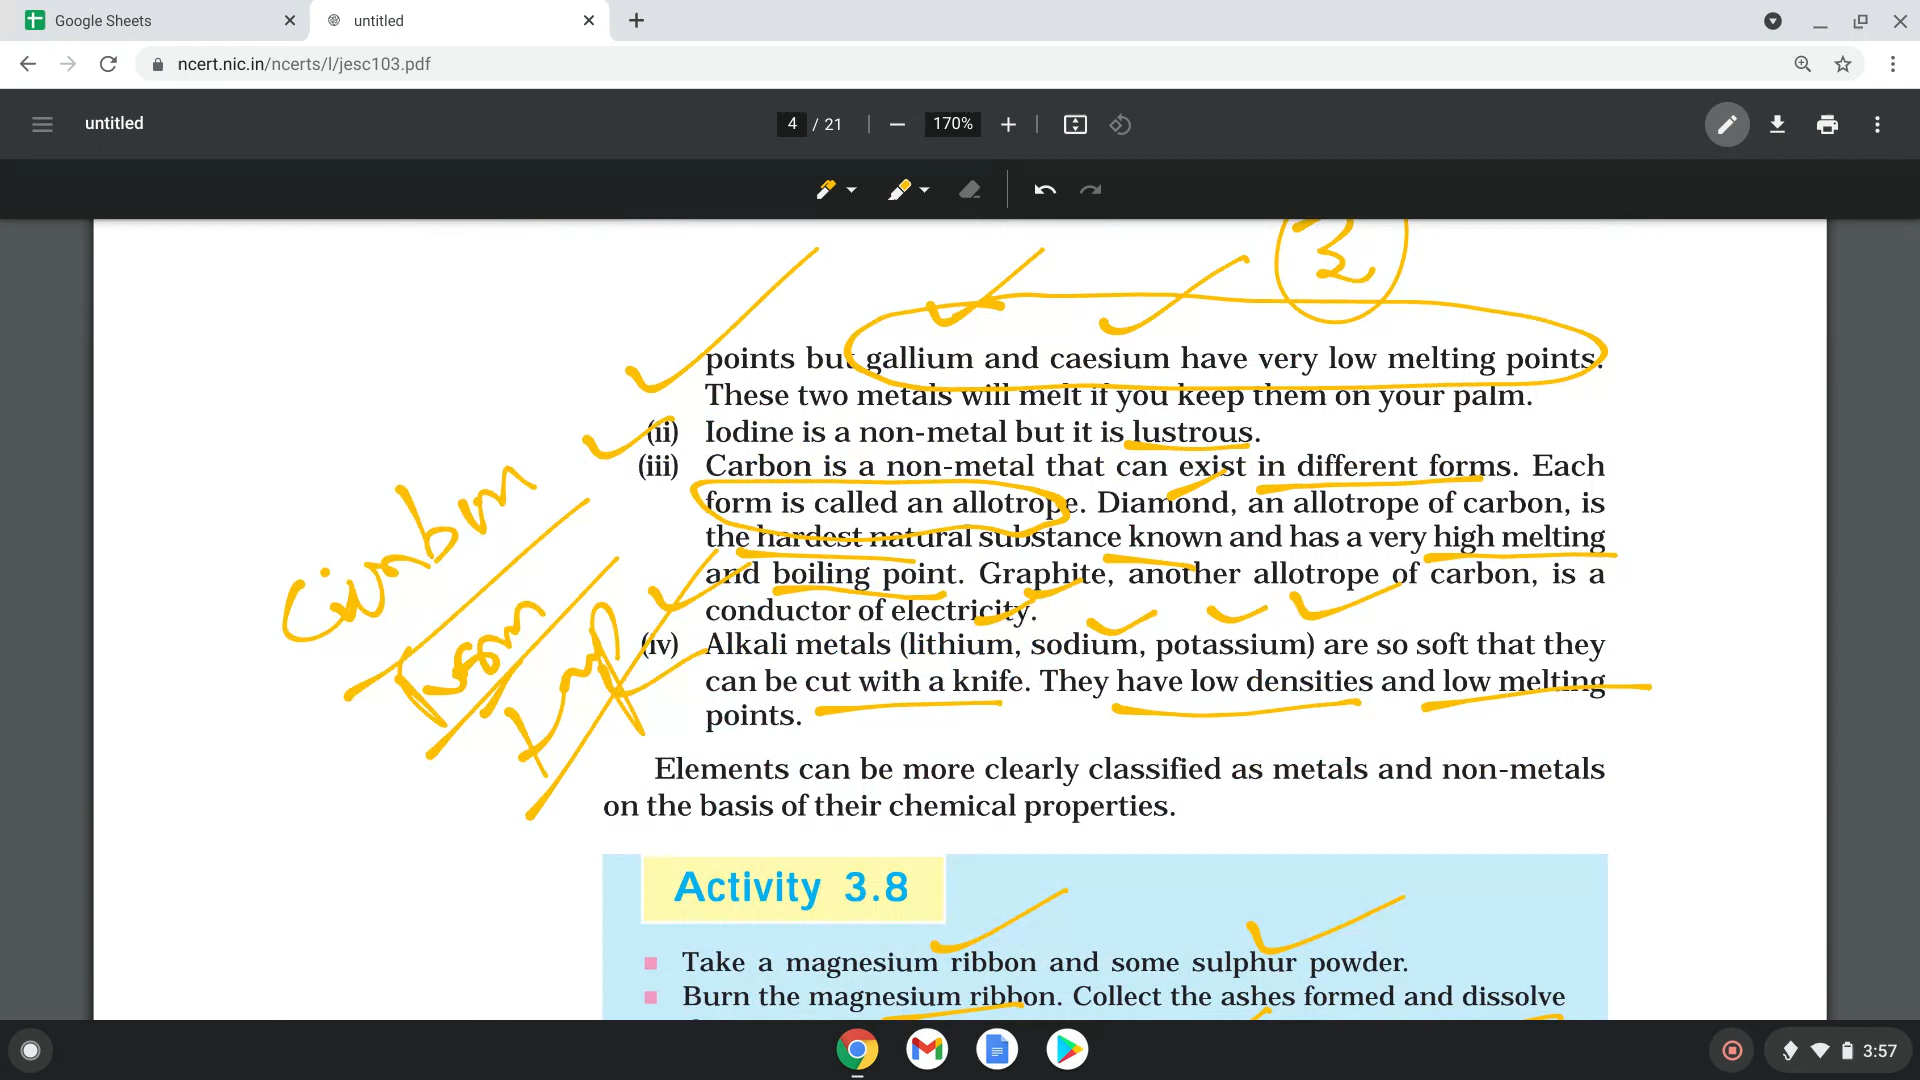 Google Sheets
untitled
ncert.nic.in/ncerts/l/jesc103.pdf
untitled
4 / 21
170%
3
points but gallium and caesium have very low melting points.
These two metals will melt if you keep them on your palm.
(ii) Iodine is a non-metal but it is lustrous.
(iii) Carbon is a non-metal that can exist in different forms. Each
form is called an allotrope. Diamond, an allotrope of carbon, is
the hardest natural substance known and has a very high melting
and boiling point. Graphite, another allotrope of carbon, is a
conductor of electricity.
(iv) Alkali metals (lithium, sodium, potassium) are so soft that they
can be cut with a knife. They have low densities and low melting
points.
Elements can be more clearly classified as metals and non-metals
on the basis of their chemical properties.
Activity 3.8
Take a magnesium ribbon and some sulphur powder.
Burn the magnesium ribbon. Collect the ashes formed and dissolve
3:57